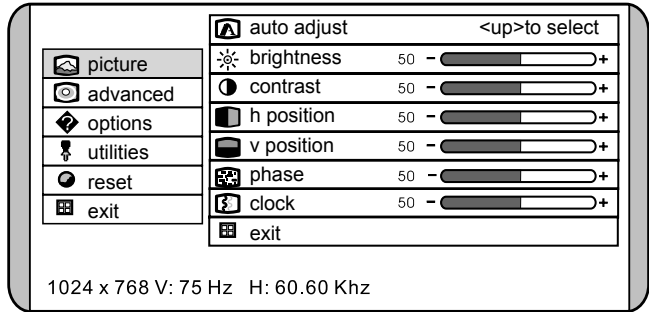 picture
advanced
options
utilities
reset
exit
auto adjust <up>to select
brightness 50 - +
contrast 50 - +
h position 50 - +
v position 50 - +
phase 50 - +
clock 50 - +
exit
1024 x 768 V: 75 Hz H: 60.60 Khz